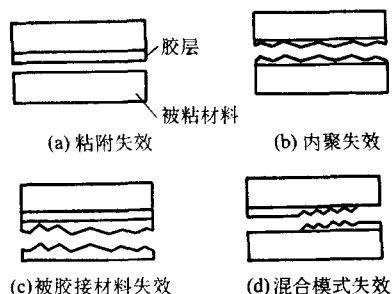 胶层
被粘材料
(a) 粘附失效
(b) 内聚失效
(c) 被胶接材料失效
(d) 混合模式失效